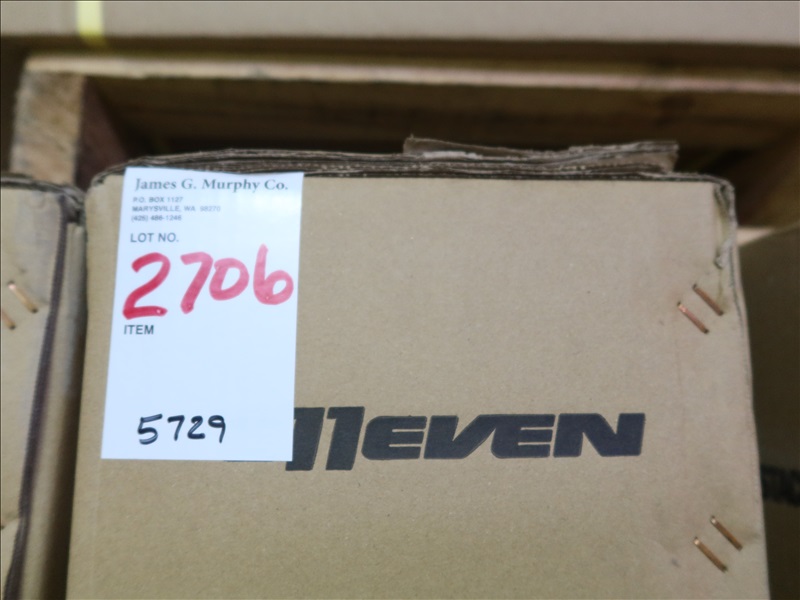 James G. Murphy Co.
P.O. BOX 1127
MARYSVILLE, WA 98270
(425) 486-1246
LOT NO.
2706
ITEM
5729
11EVEN